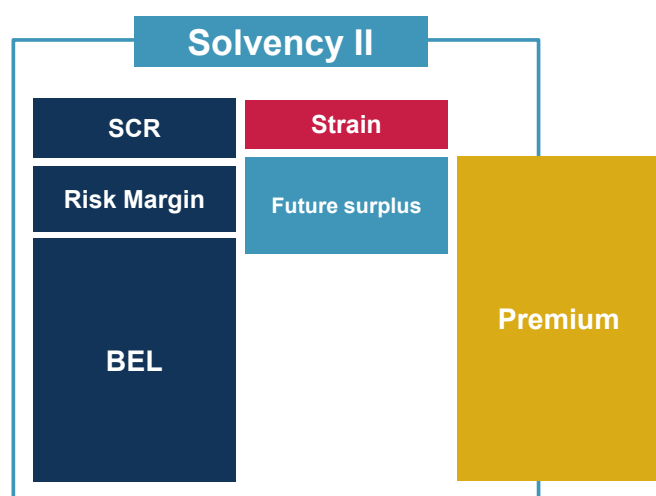 Solvency II
SCR
Strain
Risk Margin
Future surplus
Premium
BEL